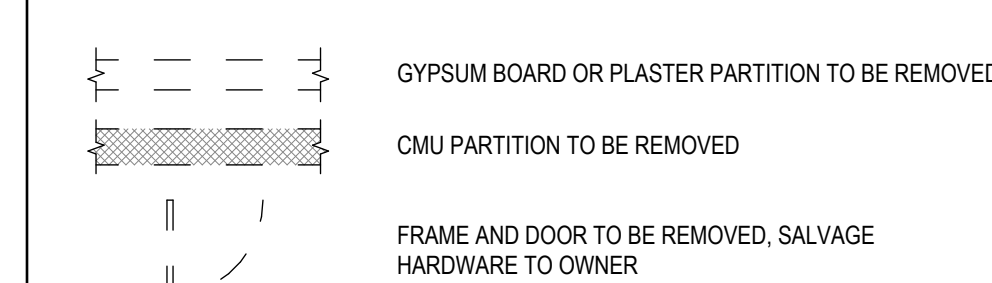 GYPSUM BOARD OR PLASTER PARTITION TO BE REMOVED
CMU PARTITION TO BE REMOVED
FRAME AND DOOR TO BE REMOVED, SALVAGE
HARDWARE TO OWNER